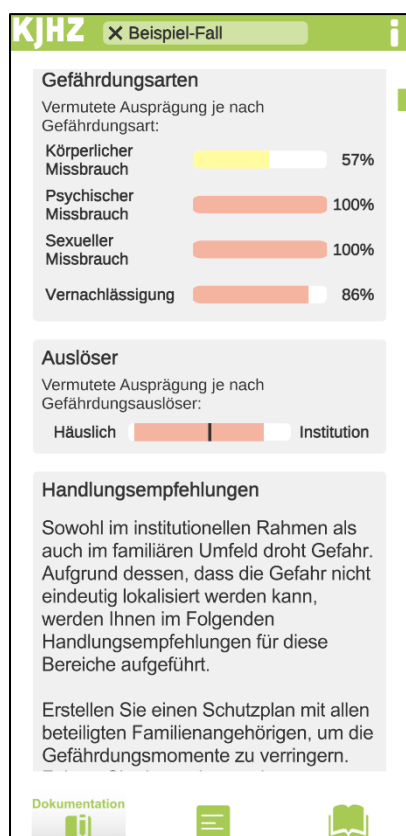 KJHZ
X Beispiel-Fall
i
Gefährdungsarten
Vermutete Ausprägung je nach
Gefährdungsart:
Körperlicher
Missbrauch
57%
Psychischer
Missbrauch
100%
Sexueller
Missbrauch
100%
Vernachlässigung
86%
Auslöser
Vermutete Ausprägung je nach
Gefährdungsauslöser:
Häuslich
Institution
Handlungsempfehlungen
Sowohl im institutionellen Rahmen als
auch im familiären Umfeld droht Gefahr.
Aufgrund dessen, dass die Gefahr nicht
eindeutig lokalisiert werden kann,
werden Ihnen im Folgenden
Handlungsempfehlungen für diese
Bereiche aufgeführt.
Erstellen Sie einen Schutzplan mit allen
beteiligten Familienangehörigen, um die
Gefährdungsmomente zu verringern.
Dokumentation